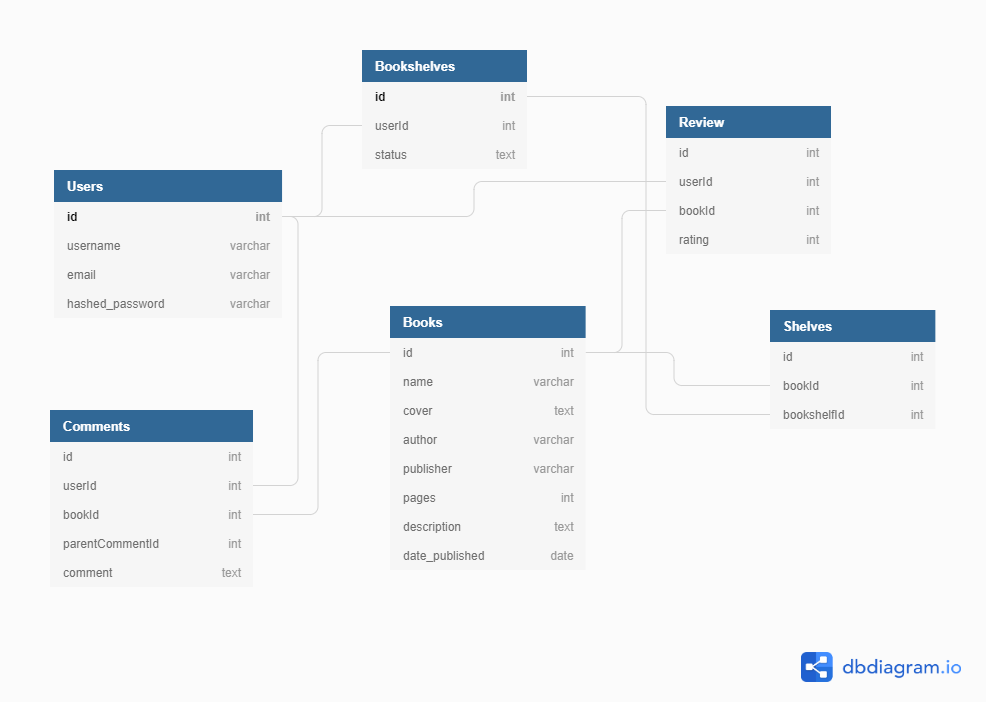 Bookshelves
id int
userId int
status text
Review
id int
userId int
bookId int
rating int
Users
id int
username varchar
email varchar
hashed_password varchar
Books
id int
name varchar
cover text
author varchar
publisher varchar
pages int
description text
date_published date
Shelves
id int
bookId int
bookshelfId int
Comments
id int
userId int
bookId int
parentCommentId int
comment text
dbdiagram.io